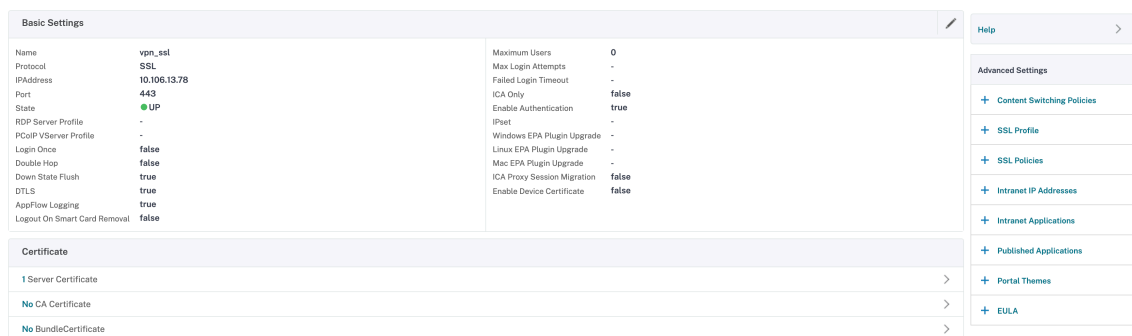 Basic Settings
Name vpn_ssl
Protocol SSL
IPAddress 10.106.13.78
Port 443
State UP
RDP Server Profile -
PCoIP VServer Profile -
Login Once false
Double Hop false
Down State Flush true
DTLS true
AppFlow Logging true
Logout On Smart Card Removal false
Maximum Users 0
Max Login Attempts -
Failed Login Timeout -
ICA Only false
Enable Authentication true
IPset -
Windows EPA Plugin Upgrade -
Linux EPA Plugin Upgrade -
Mac EPA Plugin Upgrade -
ICA Proxy Session Migration false
Enable Device Certificate false
Certificate
1 Server Certificate
No CA Certificate
No BundleCertificate
Help
Advanced Settings
+ Content Switching Policies
+ SSL Profile
+ SSL Policies
+ Intranet IP Addresses
+ Intranet Applications
+ Published Applications
+ Portal Themes
+ EULA